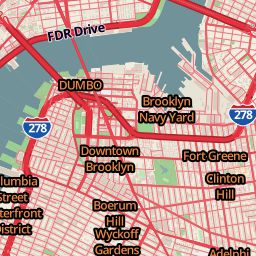 FDR Drive
DUMBO
Brooklyn
Navy Yard
278
278
Downtown
Brooklyn
Fort Greene
Clinton
Hill
olumbia
Street
terfront
District
Boerum
Hill
Wyckoff
Gardens
Adelphi